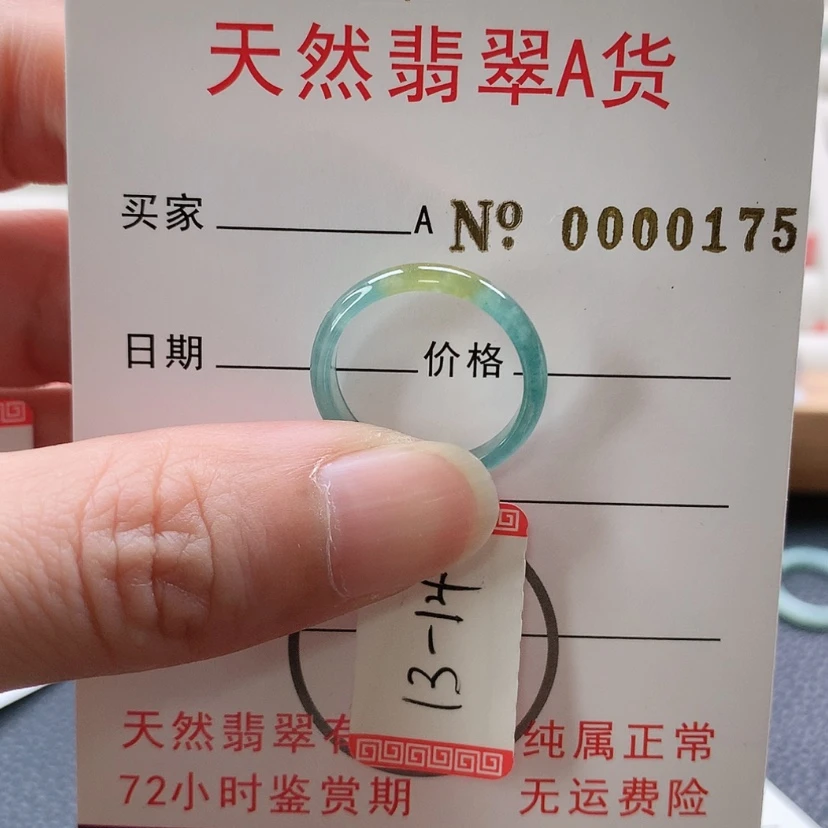 天然翡翠A货
买家 A № 0000175
日期 价格
13-14
天然翡翠有 纯属正常
72小时鉴赏期 无运费险